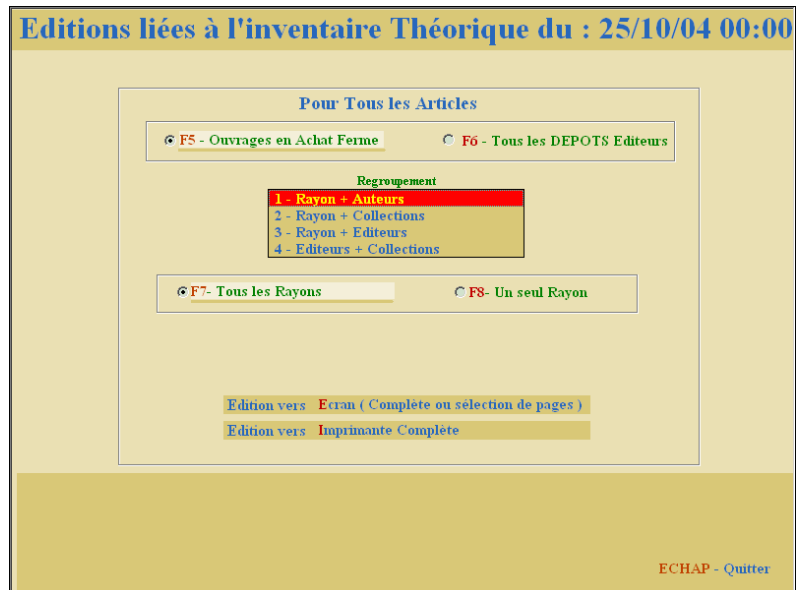 Editions liées à l'inventaire Théorique du : 25/10/04 00:00
Pour Tous les Articles
F5 - Ouvrages en Achat Ferme F6 - Tous les DEPOTS Editeurs
Regroupement
1 - Rayon + Auteurs
2 - Rayon + Collections
3 - Rayon + Editeurs
4 - Editeurs + Collections
F7- Tous les Rayons F8- Un seul Rayon
Edition vers Ecran ( Complète ou sélection de pages )
Edition vers Imprimante Complète
ECHAP - Quitter